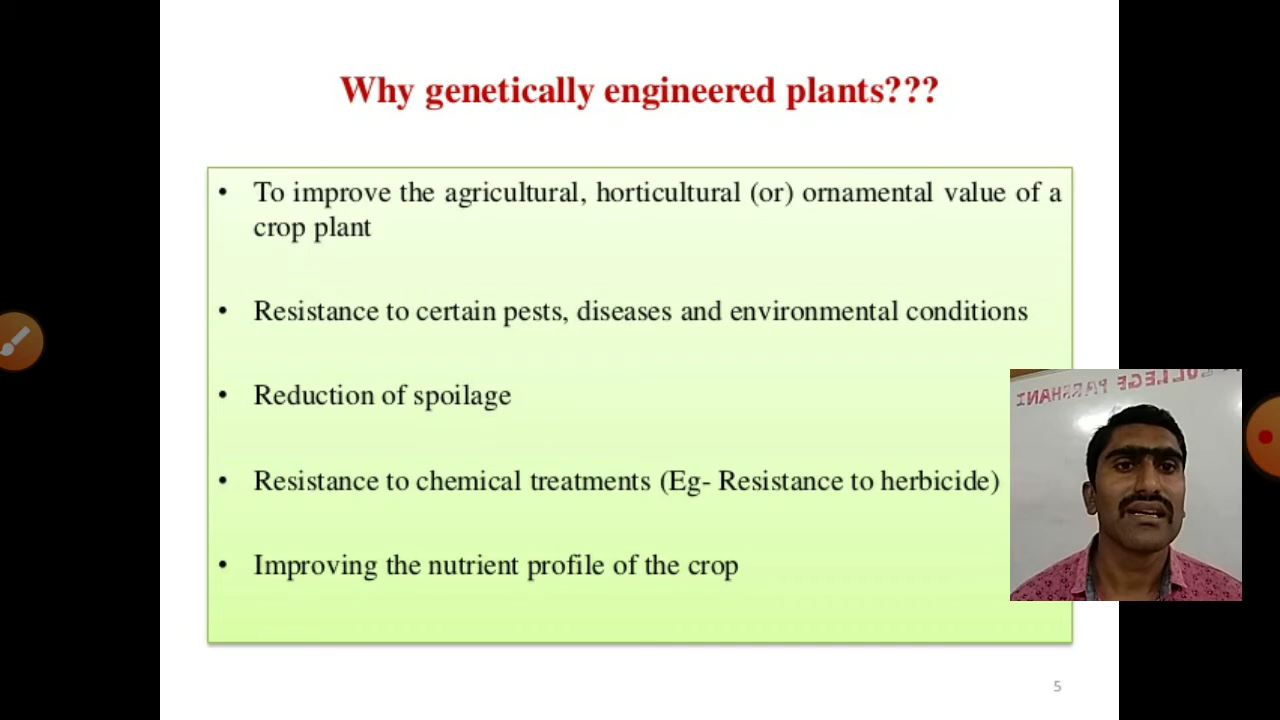 Why genetically engineered plants???
• To improve the agricultural, horticultural (or) ornamental value of a
crop plant
• Resistance to certain pests, diseases and environmental conditions
• Reduction of spoilage
• Resistance to chemical treatments (Eg- Resistance to herbicide)
• Improving the nutrient profile of the crop
COLLEGE PARBHANI
5